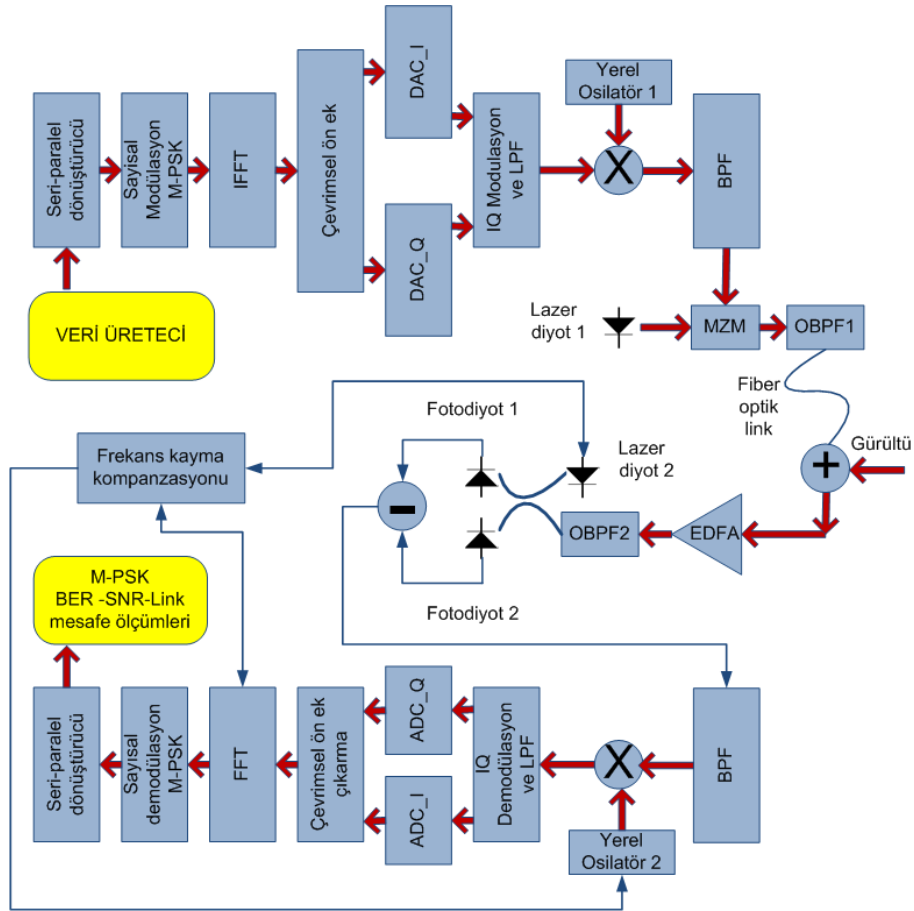 Seri-paralel
dönüştürücü
Sayısal
Modülasyon
M-PSK
IFFT
Çevrimsel ön ek
DAC_I
DAC_Q
IQ Modulasyon
ve LPF
Yerel
Osilatör 1
X
BPF
VERİ ÜRETECİ
Lazer
diyot 1
MZM
OBPF1
Fiber
optik
link
Gürültü
+
Fotodiyot 1
Lazer
diyot 2
Frekans kayma
kompanzasyonu
-
OBPF2
EDFA
Fotodiyot 2
M-PSK
BER -SNR-Link
mesafe ölçümleri
Seri-paralel
dönüştürücü
Sayısal
demodülasyon
M-PSK
FFT
Çevrimsel ön ek
çıkarma
ADC_Q
ADC_I
IQ
Demodülasyon
ve LPF
X
Yerel
Osilatör 2
BPF